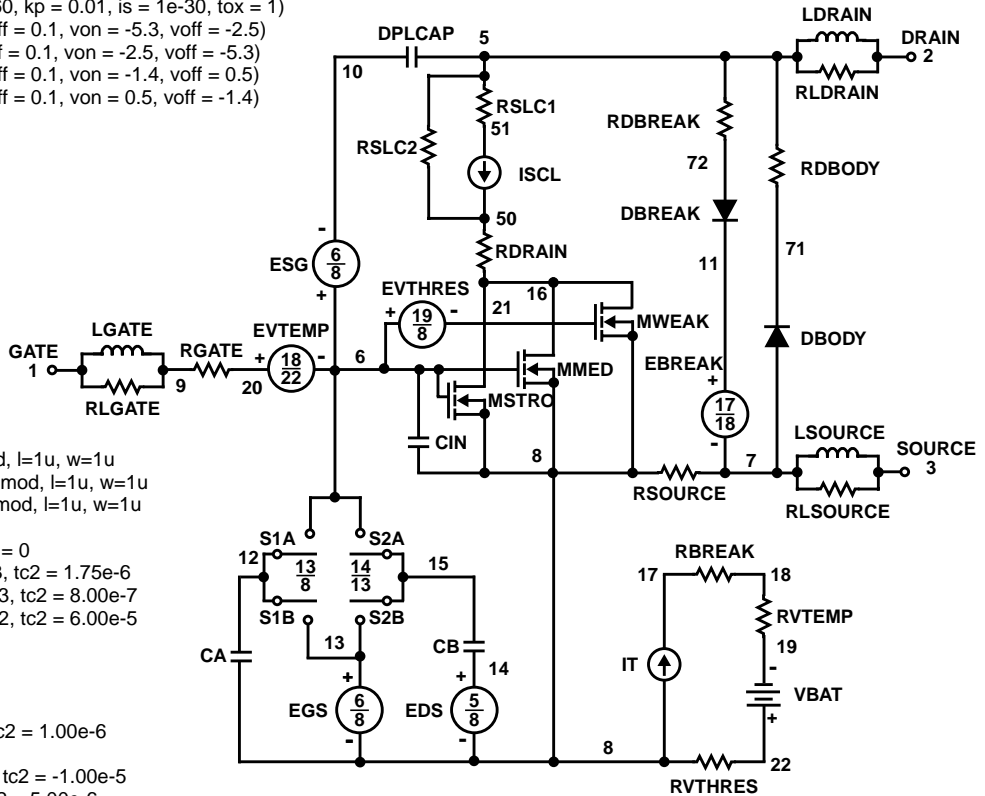 60, kp = 0.01, is = 1e-30, tox = 1)
ff = 0.1, von = -5.3, voff = -2.5)
f = 0.1, von = -2.5, voff = -5.3)
ff = 0.1, von = -1.4, voff = 0.5)
ff = 0.1, von = 0.5, voff = -1.4)
LDRAIN
DPLCAP
5
DRAIN
2
10
RLDRAIN
RSLC1
51
RDBREAK
RSLC2
72
RDBODY
ISCL
DBREAK
50
RDRAIN
71
ESG
6
8
11
EVTHRES
16
21
19
8
MWEAK
LGATE
EVTEMP
EBREAK
DBODY
GATE
1
RGATE
18
22
6
MMED
9
20
MSTRO
17
18
RLGATE
CIN
LSOURCE
SOURCE
3
8
7
d, l=1u, w=1u
mod, l=1u, w=1u
mod, l=1u, w=1u
RSOURCE
RLSOURCE
S1A
S2A
= 0
12
RBREAK
3, tc2 = 1.75e-6
13
8
14
13
15
17
18
3, tc2 = 8.00e-7
2, tc2 = 6.00e-5
S1B
S2B
RVTEMP
13
CB
19
CA
IT
14
VBAT
EGS
6
8
EDS
5
8
c2 = 1.00e-6
8
22
tc2 = -1.00e-5
RVTHRES